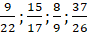 9/22 ; 15/17 ; 8/9 ; 37/26